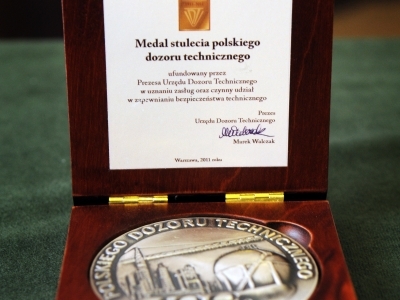 Medal stulecia polskiego
dozoru technicznego
ufundowany przez
Prezesa Urzędu Dozoru Technicznego
w uznaniu zasług oraz czynny udział
w zapewnianiu bezpieczeństwa technicznego
Prezes
Urzędu Dozoru Technicznego
Marek Walczak
Warszawa, 2011 roku
POLSKIEGO DOZORU TECHNICZNEGO